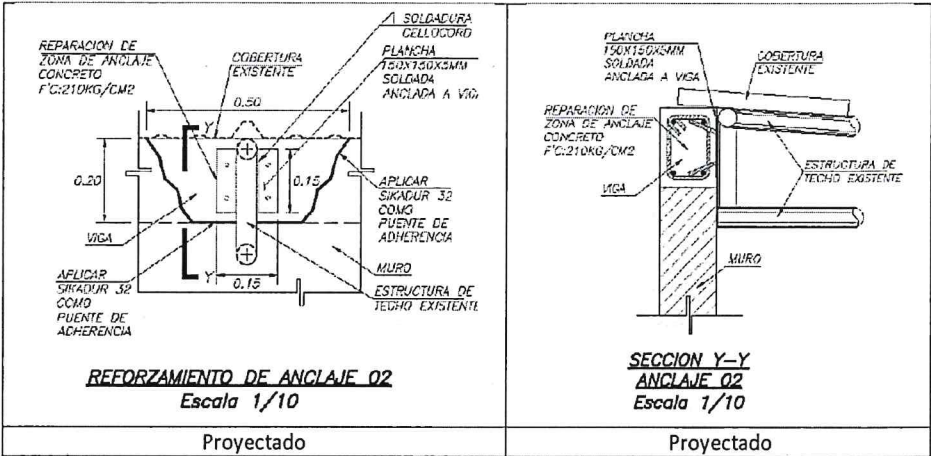 REPARACION DE
ZONA DE ANCLAJE
CONCRETO
F'C:210KG/CM2
COBERTURA
EXISTENTE
SOLDADURA
CELLOCORD
PLANCHA
150X150X5MM
SOLDADA
ANCLADA A VIGA
0.50
0.20
Y
0.15
VIGA
APLICAR
SIKADUR 32
COMO
PUENTE DE
ADHERENCIA
Y
0.15
MURO
APLICAR
SIKADUR 32
COMO
PUENTE DE
ADHERENCIA
ESTRUCTURA DE
TECHO EXISTENTE
REFORZAMIENTO DE ANCLAJE 02
Escala 1/10
Proyectado
PLANCHA
150X150X5MM
SOLDADA
ANCLADA A VIGA
COBERTURA
EXISTENTE
REPARACION DE
ZONA DE ANCLAJE
CONCRETO
F'C:210KG/CM2
VIGA
ESTRUCTURA DE
TECHO EXISTENTE
MURO
SECCION Y-Y
ANCLAJE 02
Escala 1/10
Proyectado